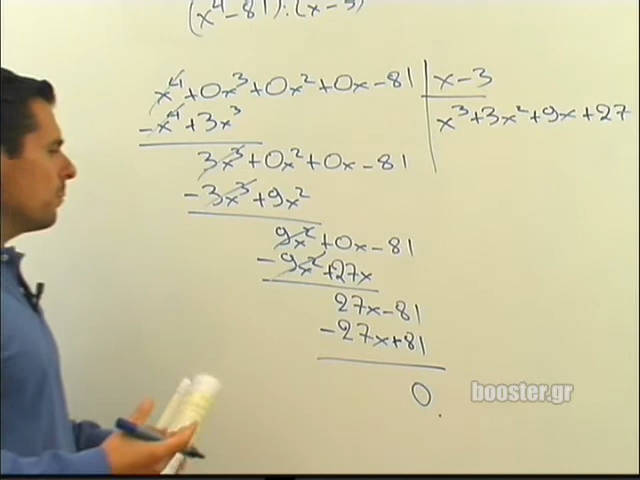 (x⁴-81):(x-3)
x⁴+0x³+0x²+0x-81 | x-3
-x⁴+3x³
x³+3x²+9x+27
3x³+0x²+0x-81
-3x³+9x²
9x²+0x-81
-9x²+27x
27x-81
-27x+81
0.
booster.gr